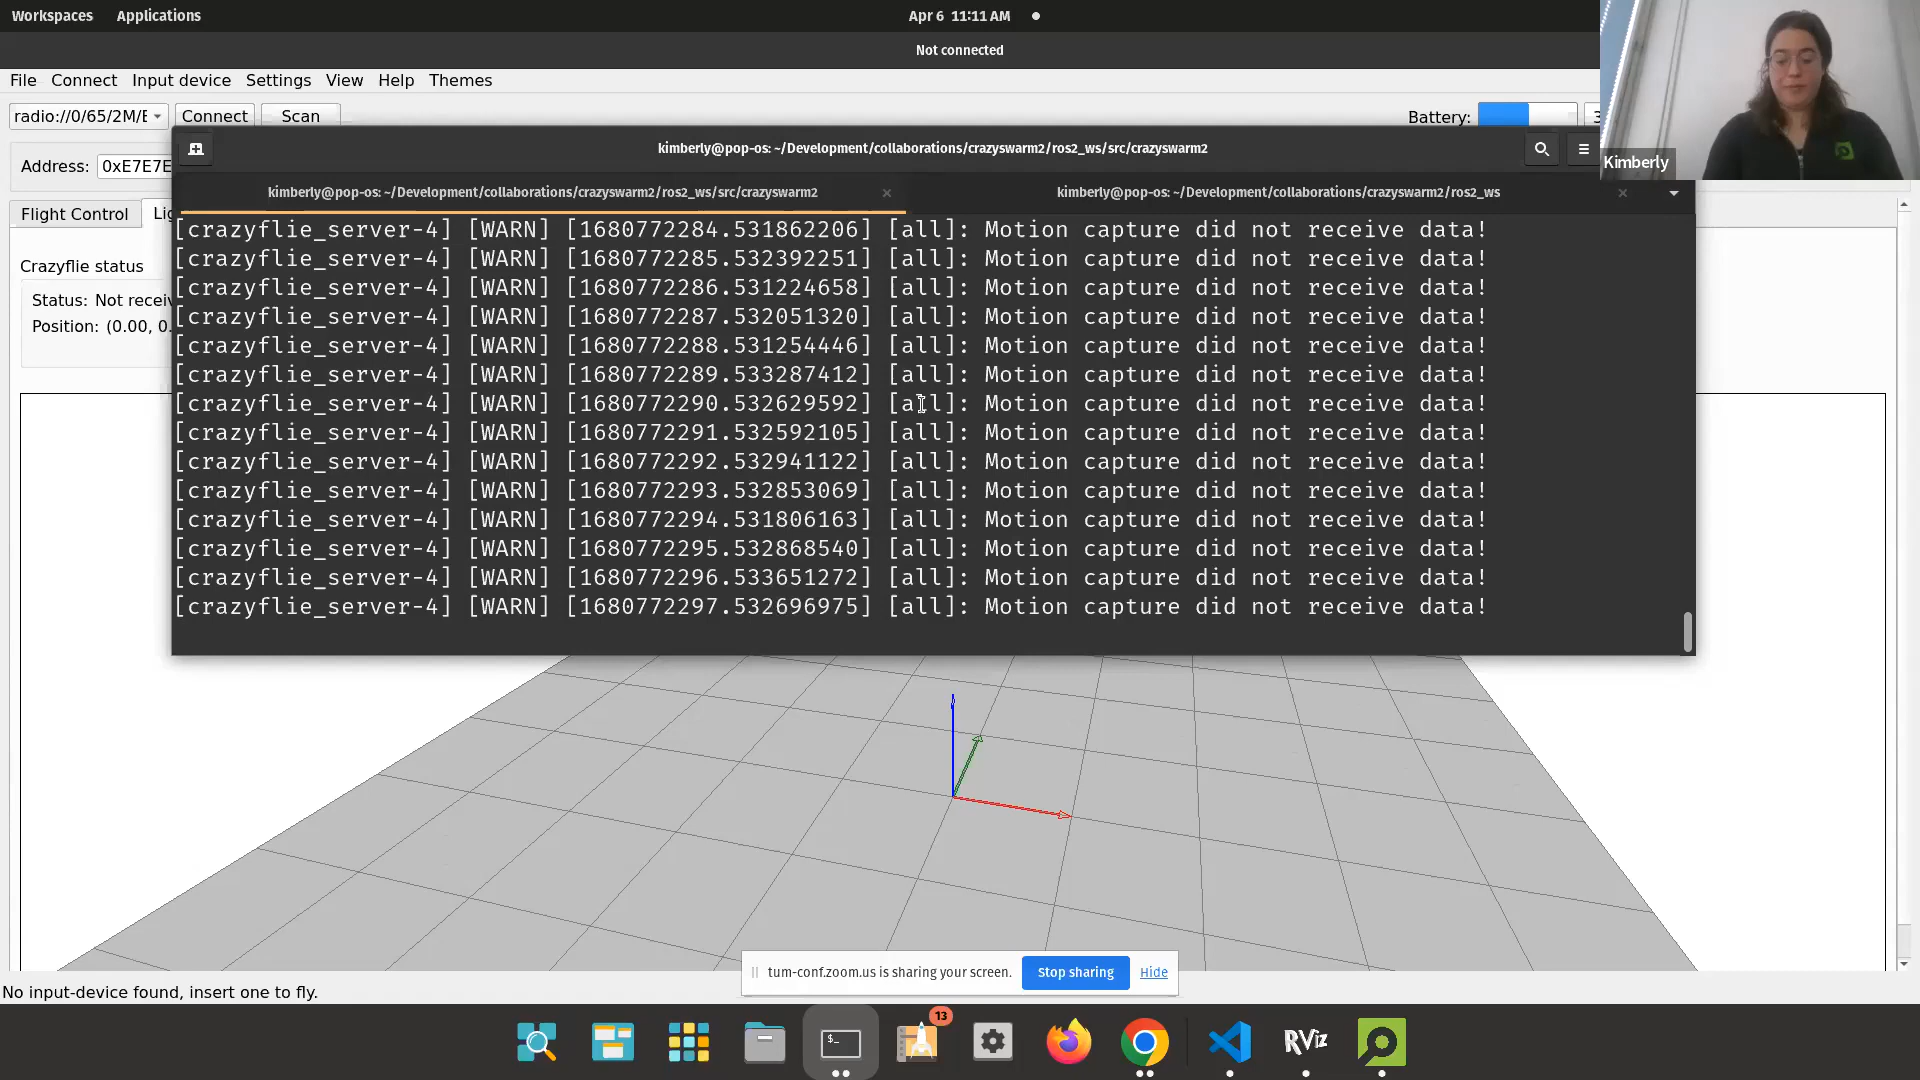 Workspaces Applications Apr 6 11:11 AM
Not connected
File Connect Input device Settings View Help Themes
radio://0/65/2M/E Connect Scan Battery:
kimberly@pop-os: ~/Development/collaborations/crazyswarm2/ros2_ws/src/crazyswarm2
Kimberly
Address: 0xE7E7E
kimberly@pop-os: ~/Development/collaborations/crazyswarm2/ros2_ws/src/crazyswarm2 × kimberly@pop-os: ~/Development/collaborations/crazyswarm2/ros2_ws ×
Flight Control
[crazyflie_server-4] [WARN] [1680772284.531862206] [all]: Motion capture did not receive data!
[crazyflie_server-4] [WARN] [1680772285.532392251] [all]: Motion capture did not receive data!
[crazyflie_server-4] [WARN] [1680772286.531224658] [all]: Motion capture did not receive data!
[crazyflie_server-4] [WARN] [1680772287.532051320] [all]: Motion capture did not receive data!
[crazyflie_server-4] [WARN] [1680772288.531254446] [all]: Motion capture did not receive data!
[crazyflie_server-4] [WARN] [1680772289.533287412] [all]: Motion capture did not receive data!
[crazyflie_server-4] [WARN] [1680772290.532629592] [all]: Motion capture did not receive data!
[crazyflie_server-4] [WARN] [1680772291.532592105] [all]: Motion capture did not receive data!
[crazyflie_server-4] [WARN] [1680772292.532941122] [all]: Motion capture did not receive data!
[crazyflie_server-4] [WARN] [1680772293.532853069] [all]: Motion capture did not receive data!
[crazyflie_server-4] [WARN] [1680772294.531806163] [all]: Motion capture did not receive data!
[crazyflie_server-4] [WARN] [1680772295.532868540] [all]: Motion capture did not receive data!
[crazyflie_server-4] [WARN] [1680772296.533651272] [all]: Motion capture did not receive data!
[crazyflie_server-4] [WARN] [1680772297.532696975] [all]: Motion capture did not receive data!
Crazyflie status
Status: Not
Position: (0.00, 0.
tum-conf.zoom.us is sharing your screen. Stop sharing Hide
No input-device found, insert one to fly.
13
$_
RViz